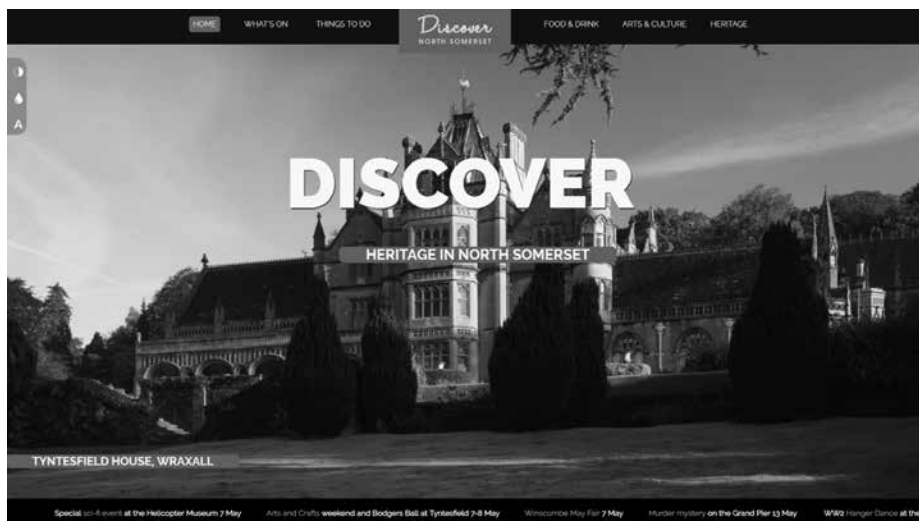 HOME WHAT'S ON THINGS TO DO Discover FOOD & DRINK ARTS & CULTURE HERITAGE
NORTH SOMERSET
A
DISCOVER
HERITAGE IN NORTH SOMERSET
TYNTESFIELD HOUSE, WRAXALL
Special sci-fi event at the Helicopter Museum 7 May Arts and Crafts weekend and Bodgers Ball at Tyntesfield 7-8 May Winscombe May Fair 7 May Murder mystery on the Grand Pier 13 May WW2 Hanger Dance at the